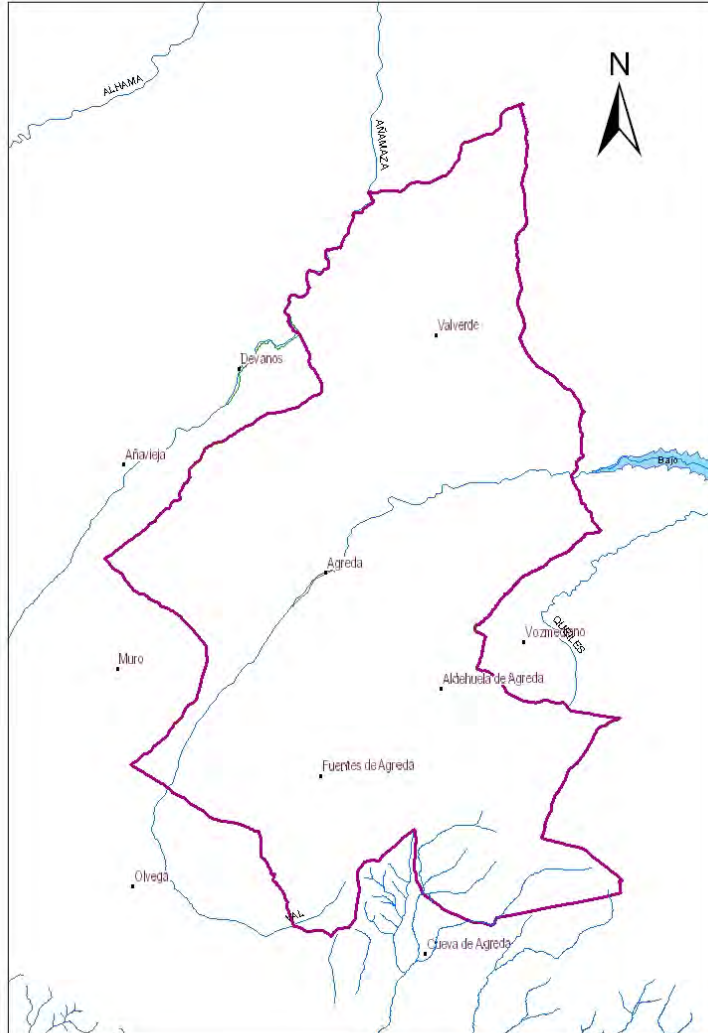 N
ALHAMA
AÑAMAZA
Valverde
Devanos
Añavieja
Bajo
Agreda
Vozmediano
QUEILES
Muro
Aldehuela de Agreda
Fuentes de Agreda
Olvega
VAL
Cueva de Agreda